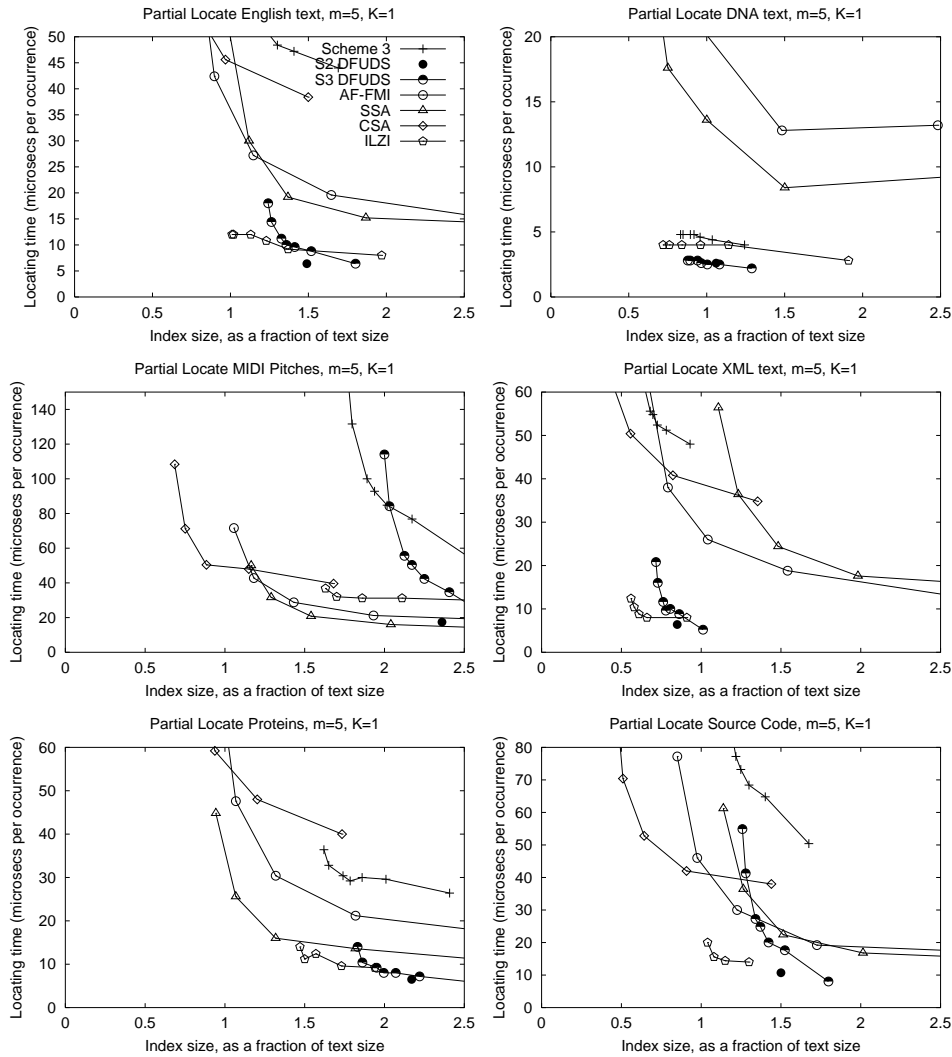 Partial Locate English text, m=5, K=1
Locating time (microsecs per occurrence)
50
45
40
35
30
25
20
15
10
5
0
0 0.5 1 1.5 2 2.5
Index size, as a fraction of text size
Scheme 3
S2 DFUDS
S3 DFUDS
AF-FMI
SSA
CSA
ILZI
Partial Locate DNA text, m=5, K=1
Locating time (microsecs per occurrence)
20
15
10
5
0
0 0.5 1 1.5 2 2.5
Index size, as a fraction of text size
Partial Locate MIDI Pitches, m=5, K=1
Locating time (microsecs per occurrence)
140
120
100
80
60
40
20
0
0 0.5 1 1.5 2 2.5
Index size, as a fraction of text size
Partial Locate XML text, m=5, K=1
Locating time (microsecs per occurrence)
60
50
40
30
20
10
0
0 0.5 1 1.5 2 2.5
Index size, as a fraction of text size
Partial Locate Proteins, m=5, K=1
Locating time (microsecs per occurrence)
60
50
40
30
20
10
0
0 0.5 1 1.5 2 2.5
Index size, as a fraction of text size
Partial Locate Source Code, m=5, K=1
Locating time (microsecs per occurrence)
80
70
60
50
40
30
20
10
0
0 0.5 1 1.5 2 2.5
Index size, as a fraction of text size